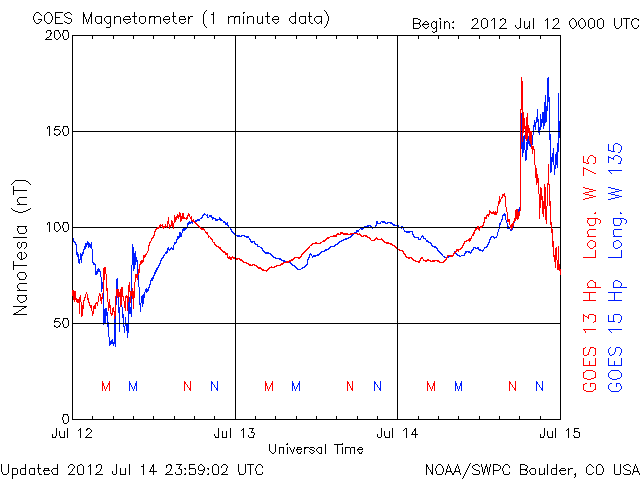 GOES Magnetometer (1 minute data)
Begin: 2012 Jul 12 0000 UTC
200
150
100
50
0
NanoTesla (nT)
M M N N M M N N M M N N
Jul 12 Jul 13 Jul 14 Jul 15
Universal Time
GOES 13 Hp Long. W 75
GOES 15 Hp Long. W 135
Updated 2012 Jul 14 23:59:02 UTC
NOAA/SWPC Boulder, CO USA